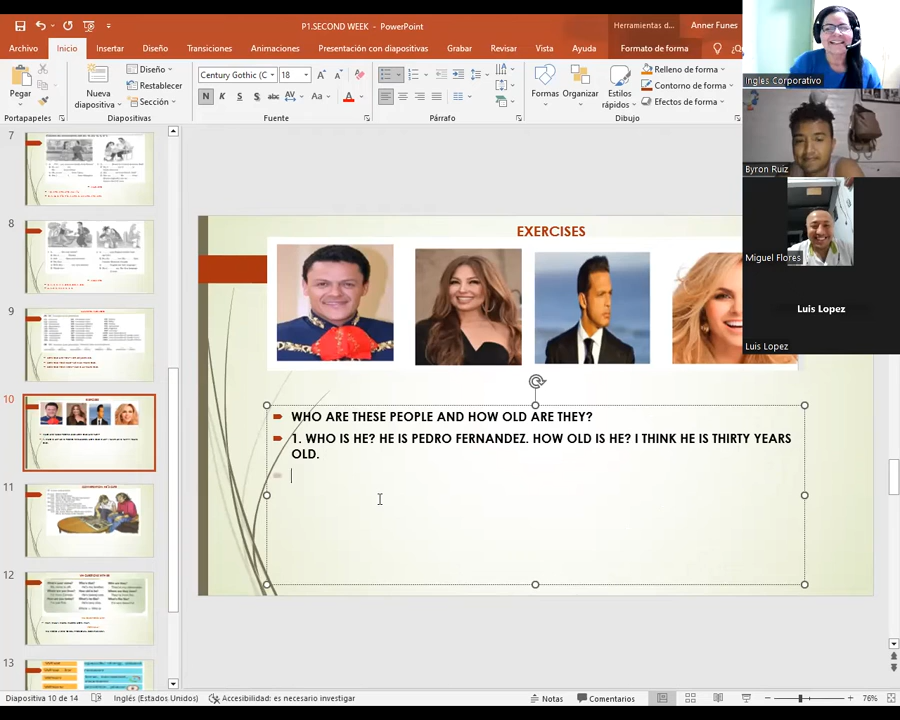 P1.SECOND WEEK - PowerPoint
Herramientas d...
Anner Funes
Archivo
Inicio
Insertar
Diseño
Transiciones
Animaciones
Presentación con diapositivas
Grabar
Revisar
Vista
Ayuda
Formato de forma
Pegar
Portapapeles
Nueva diapositiva
Diseño
Restablecer
Sección
Diapositivas
Century Gothic (C
18
N K S S abc AV Aa A
Fuente
Párrafo
Formas
Organizar
Estilos rápidos
Relleno de forma
Contorno de forma
Efectos de forma
Dibujo
Ingles Corporativo
Byron Ruiz
Miguel Flores
Luis Lopez
Luis Lopez
7
8
9
10
11
12
13
EXERCISES
WHO ARE THESE PEOPLE AND HOW OLD ARE THEY?
1. WHO IS HE? HE IS PEDRO FERNANDEZ. HOW OLD IS HE? I THINK HE IS THIRTY YEARS
OLD.
Diapositiva 10 de 14
Inglés (Estados Unidos)
Accesibilidad: es necesario investigar
Notas
Comentarios
76%